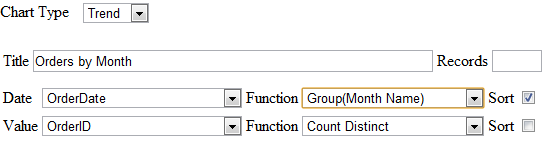 Chart Type Trend
Title Orders by Month Records
Date OrderDate Function Group(Month Name) Sort
Value OrderID Function Count Distinct Sort